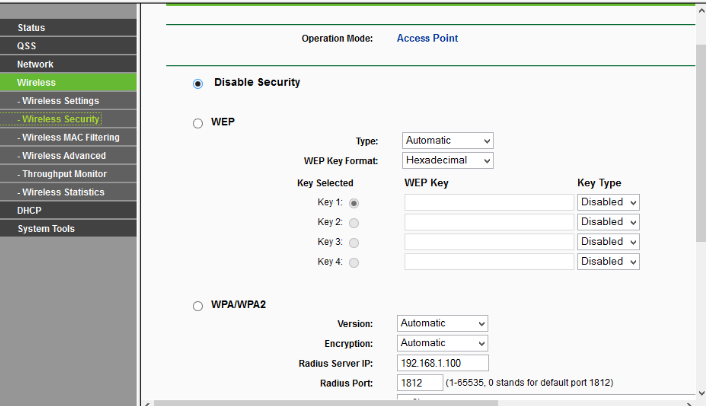 Status
QSS
Network
Wireless
- Wireless Settings
- Wireless Security
- Wireless MAC Filtering
- Wireless Advanced
- Throughput Monitor
- Wireless Statistics
DHCP
System Tools
Operation Mode: Access Point
Disable Security
WEP
Type: Automatic
WEP Key Format: Hexadecimal
Key Selected WEP Key Key Type
Key 1: Disabled
Key 2: Disabled
Key 3: Disabled
Key 4: Disabled
WPA/WPA2
Version: Automatic
Encryption: Automatic
Radius Server IP: 192.168.1.100
Radius Port: 1812 (1-65535, 0 stands for default port 1812)